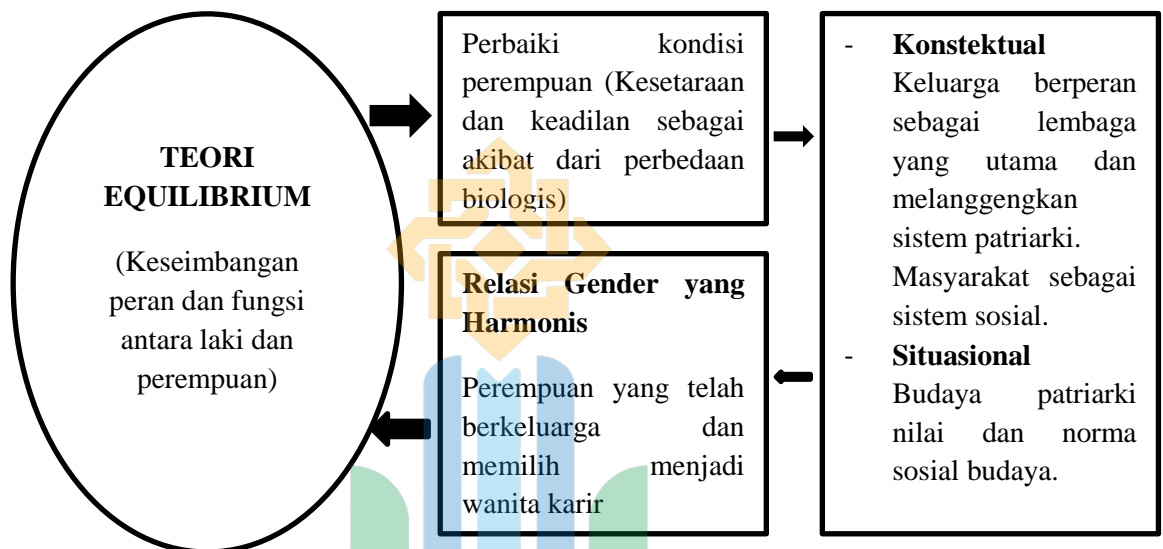 TEORI
EQUILIBRIUM
(Keseimbangan
peran dan fungsi
antara laki dan
perempuan)
Perbaiki kondisi
perempuan (Kesetaraan
dan keadilan sebagai
akibat dari perbedaan
biologis)
Relasi Gender yang
Harmonis
Perempuan yang telah
berkeluarga dan
memilih menjadi
wanita karir
- Konstektual
Keluarga berperan
sebagai lembaga
yang utama dan
melanggengkan
sistem patriarki.
Masyarakat sebagai
sistem sosial.
- Situasional
Budaya patriarki
nilai dan norma
sosial budaya.